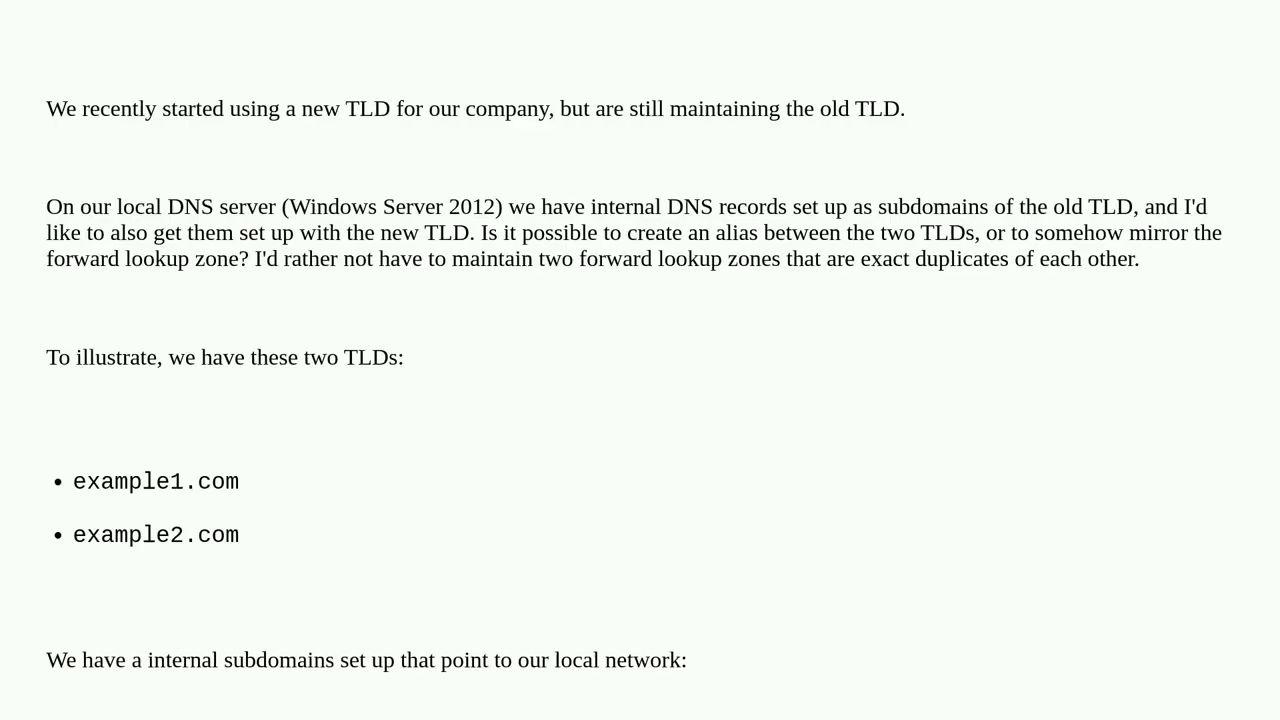 We recently started using a new TLD for our company, but are still maintaining the old TLD.
On our local DNS server (Windows Server 2012) we have internal DNS records set up as subdomains of the old TLD, and I'd
like to also get them set up with the new TLD. Is it possible to create an alias between the two TLDs, or to somehow mirror the
forward lookup zone? I'd rather not have to maintain two forward lookup zones that are exact duplicates of each other.
To illustrate, we have these two TLDs:
• example1.com
• example2.com
We have a internal subdomains set up that point to our local network: